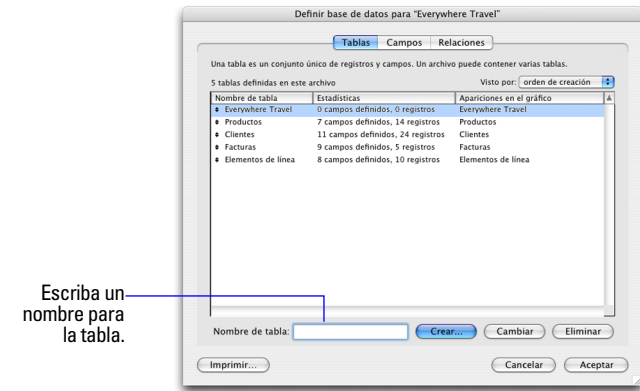 Definir base de datos para "Everywhere Travel"
Tablas Campos Relaciones
Una tabla es un conjunto único de registros y campos. Un archivo puede contener varias tablas.
5 tablas definidas en este archivo Visto por: orden de creación
Nombre de tabla Estadísticas Apariciones en el gráfico
Everywhere Travel 0 campos definidos, 0 registros Everywhere Travel
Productos 7 campos definidos, 14 registros Productos
Clientes 11 campos definidos, 24 registros Clientes
Facturas 9 campos definidos, 5 registros Facturas
Elementos de línea 8 campos definidos, 10 registros Elementos de línea
Escriba un
nombre para
la tabla.
Nombre de tabla: Crear... Cambiar Eliminar
Imprimir... Cancelar Aceptar